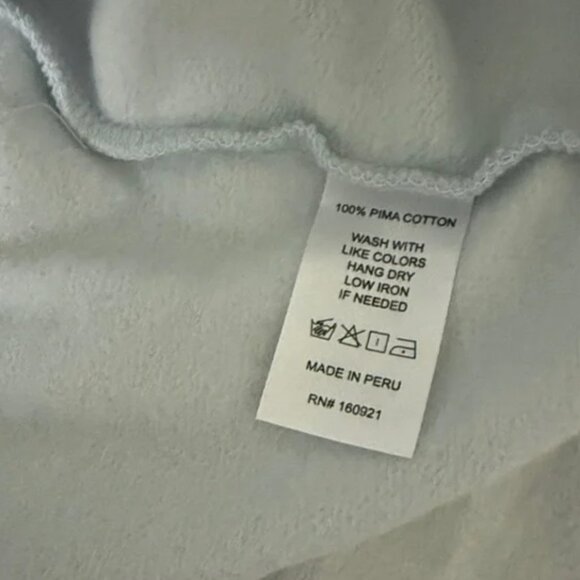 100% PIMA COTTON
WASH WITH
LIKE COLORS
HANG DRY
LOW IRON
IF NEEDED
MADE IN PERU
RN# 160921